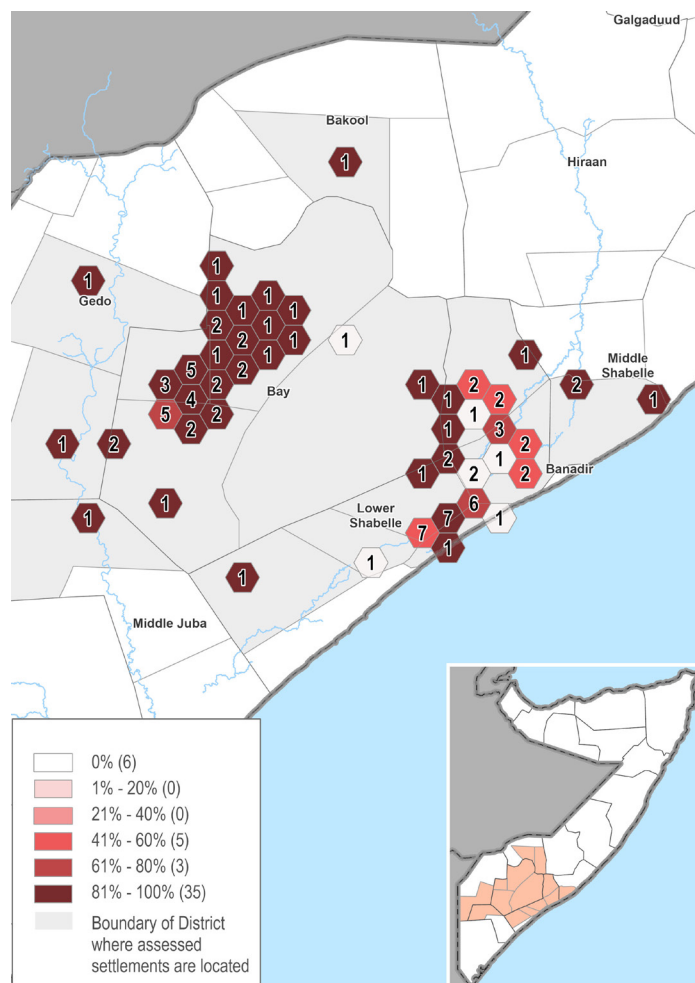 Galgaduud
Bakool
1
Hiraan
1
1
Gedo
1 1
1 1
2 1
2 1 1
1 1 1
Middle
Shabelle
5 2
3 2 1 2 2
Bay
4 1 2 1
5 2 1
2 1 3
1 2 2
2 1
Banadir
1 2 2
1 6
Lower
Shabelle
1 7 1
7
1
1
1
Middle Juba
0% (6)
1% - 20% (0)
21% - 40% (0)
41% - 60% (5)
61% - 80% (3)
81% - 100% (35)
Boundary of District
where assessed
settlements are located